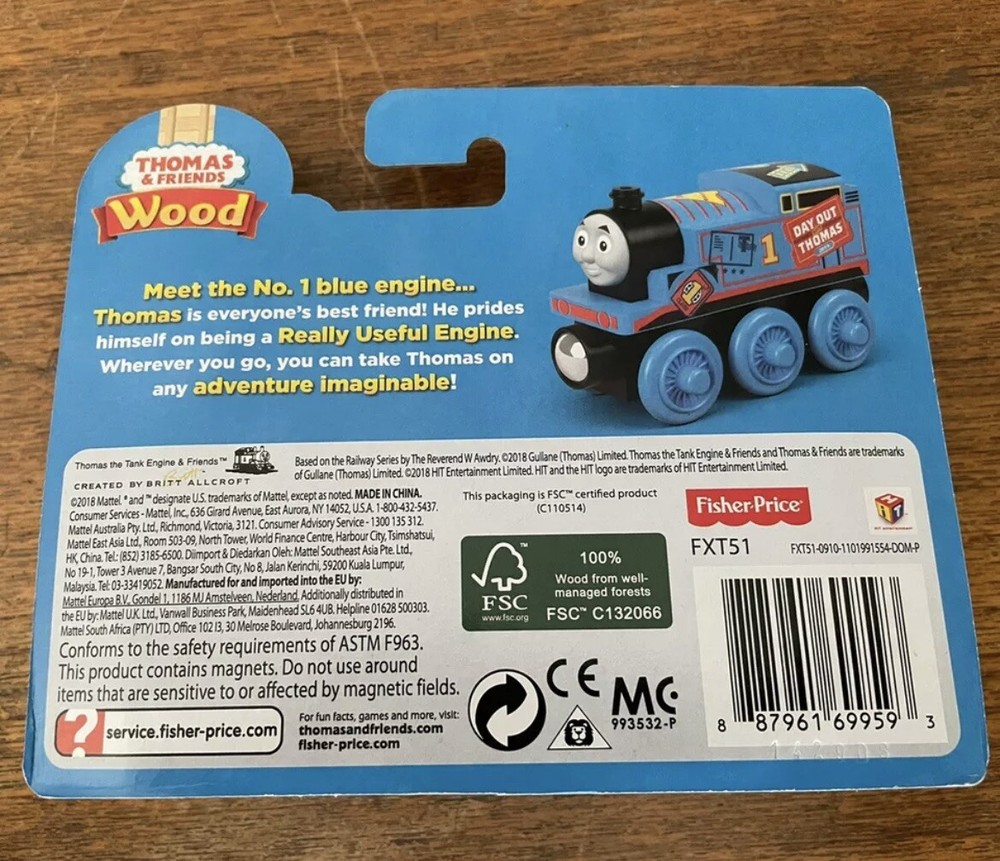 THOMAS
& FRIENDS
Wood
DAY OUT
THOMAS
1
1
Meet the No. 1 blue engine...
Thomas is everyone's best friend! He prides
himself on being a Really Useful Engine.
Wherever you go, you can take Thomas on
any adventure imaginable!
Thomas the Tank Engine & Friends™
CREATED BY BRITT ALLCROFT
Based on the Railway Series by The Reverend W Awdry. ©2018 Gullane (Thomas) Limited. Thomas the Tank Engine & Friends and Thomas & Friends are trademarks
of Gullane (Thomas) Limited. ©2018 HIT Entertainment Limited. HIT and the HIT logo are trademarks of HIT Entertainment Limited.
©2018 Mattel. ® and ™ designate U.S. trademarks of Mattel, except as noted. MADE IN CHINA.
Consumer Services - Mattel, Inc., 636 Girard Avenue, East Aurora, NY 14052, U.S.A. 1-800-432-5437.
Mattel Australia Pty. Ltd., Richmond, Victoria, 3121. Consumer Advisory Service - 1300 135 312.
Mattel East Asia Ltd., Room 503-09, North Tower, World Finance Centre, Harbour City, Tsimshatsui,
HK, China. Tel.: (852) 3185-6500. Diimport & Diedarkan Oleh: Mattel Southeast Asia Pte. Ltd.,
No 19-1, Tower 3 Avenue 7, Bangsar South City, No 8, Jalan Kerinchi, 59200 Kuala Lumpur,
Malaysia. Tel: 03-33419052. Manufactured for and imported into the EU by:
Mattel Europa B.V., Gondel 1, 1186 MJ Amstelveen, Nederland. Additionally distributed in
the EU by: Mattel U.K. Ltd., Vanwall Business Park, Maidenhead SL6 4UB. Helpline 01628 500303.
Mattel South Africa (PTY) LTD, Office 102 I3, 30 Melrose Boulevard, Johannesburg 2196.
Conforms to the safety requirements of ASTM F963.
This product contains magnets. Do not use around
items that are sensitive to or affected by magnetic fields.
?
service.fisher-price.com
For fun facts, games and more, visit:
thomasandfriends.com
fisher-price.com
This packaging is FSC™ certified product
(C110514)
FSC
www.fsc.org
100%
Wood from well-
managed forests
FSC™ C132066
CE
MC
993532-P
Fisher-Price®
HIT
hit entertainment
FXT51
FXT51-0910-1101991554-DOM-P
8 87961 69959 3